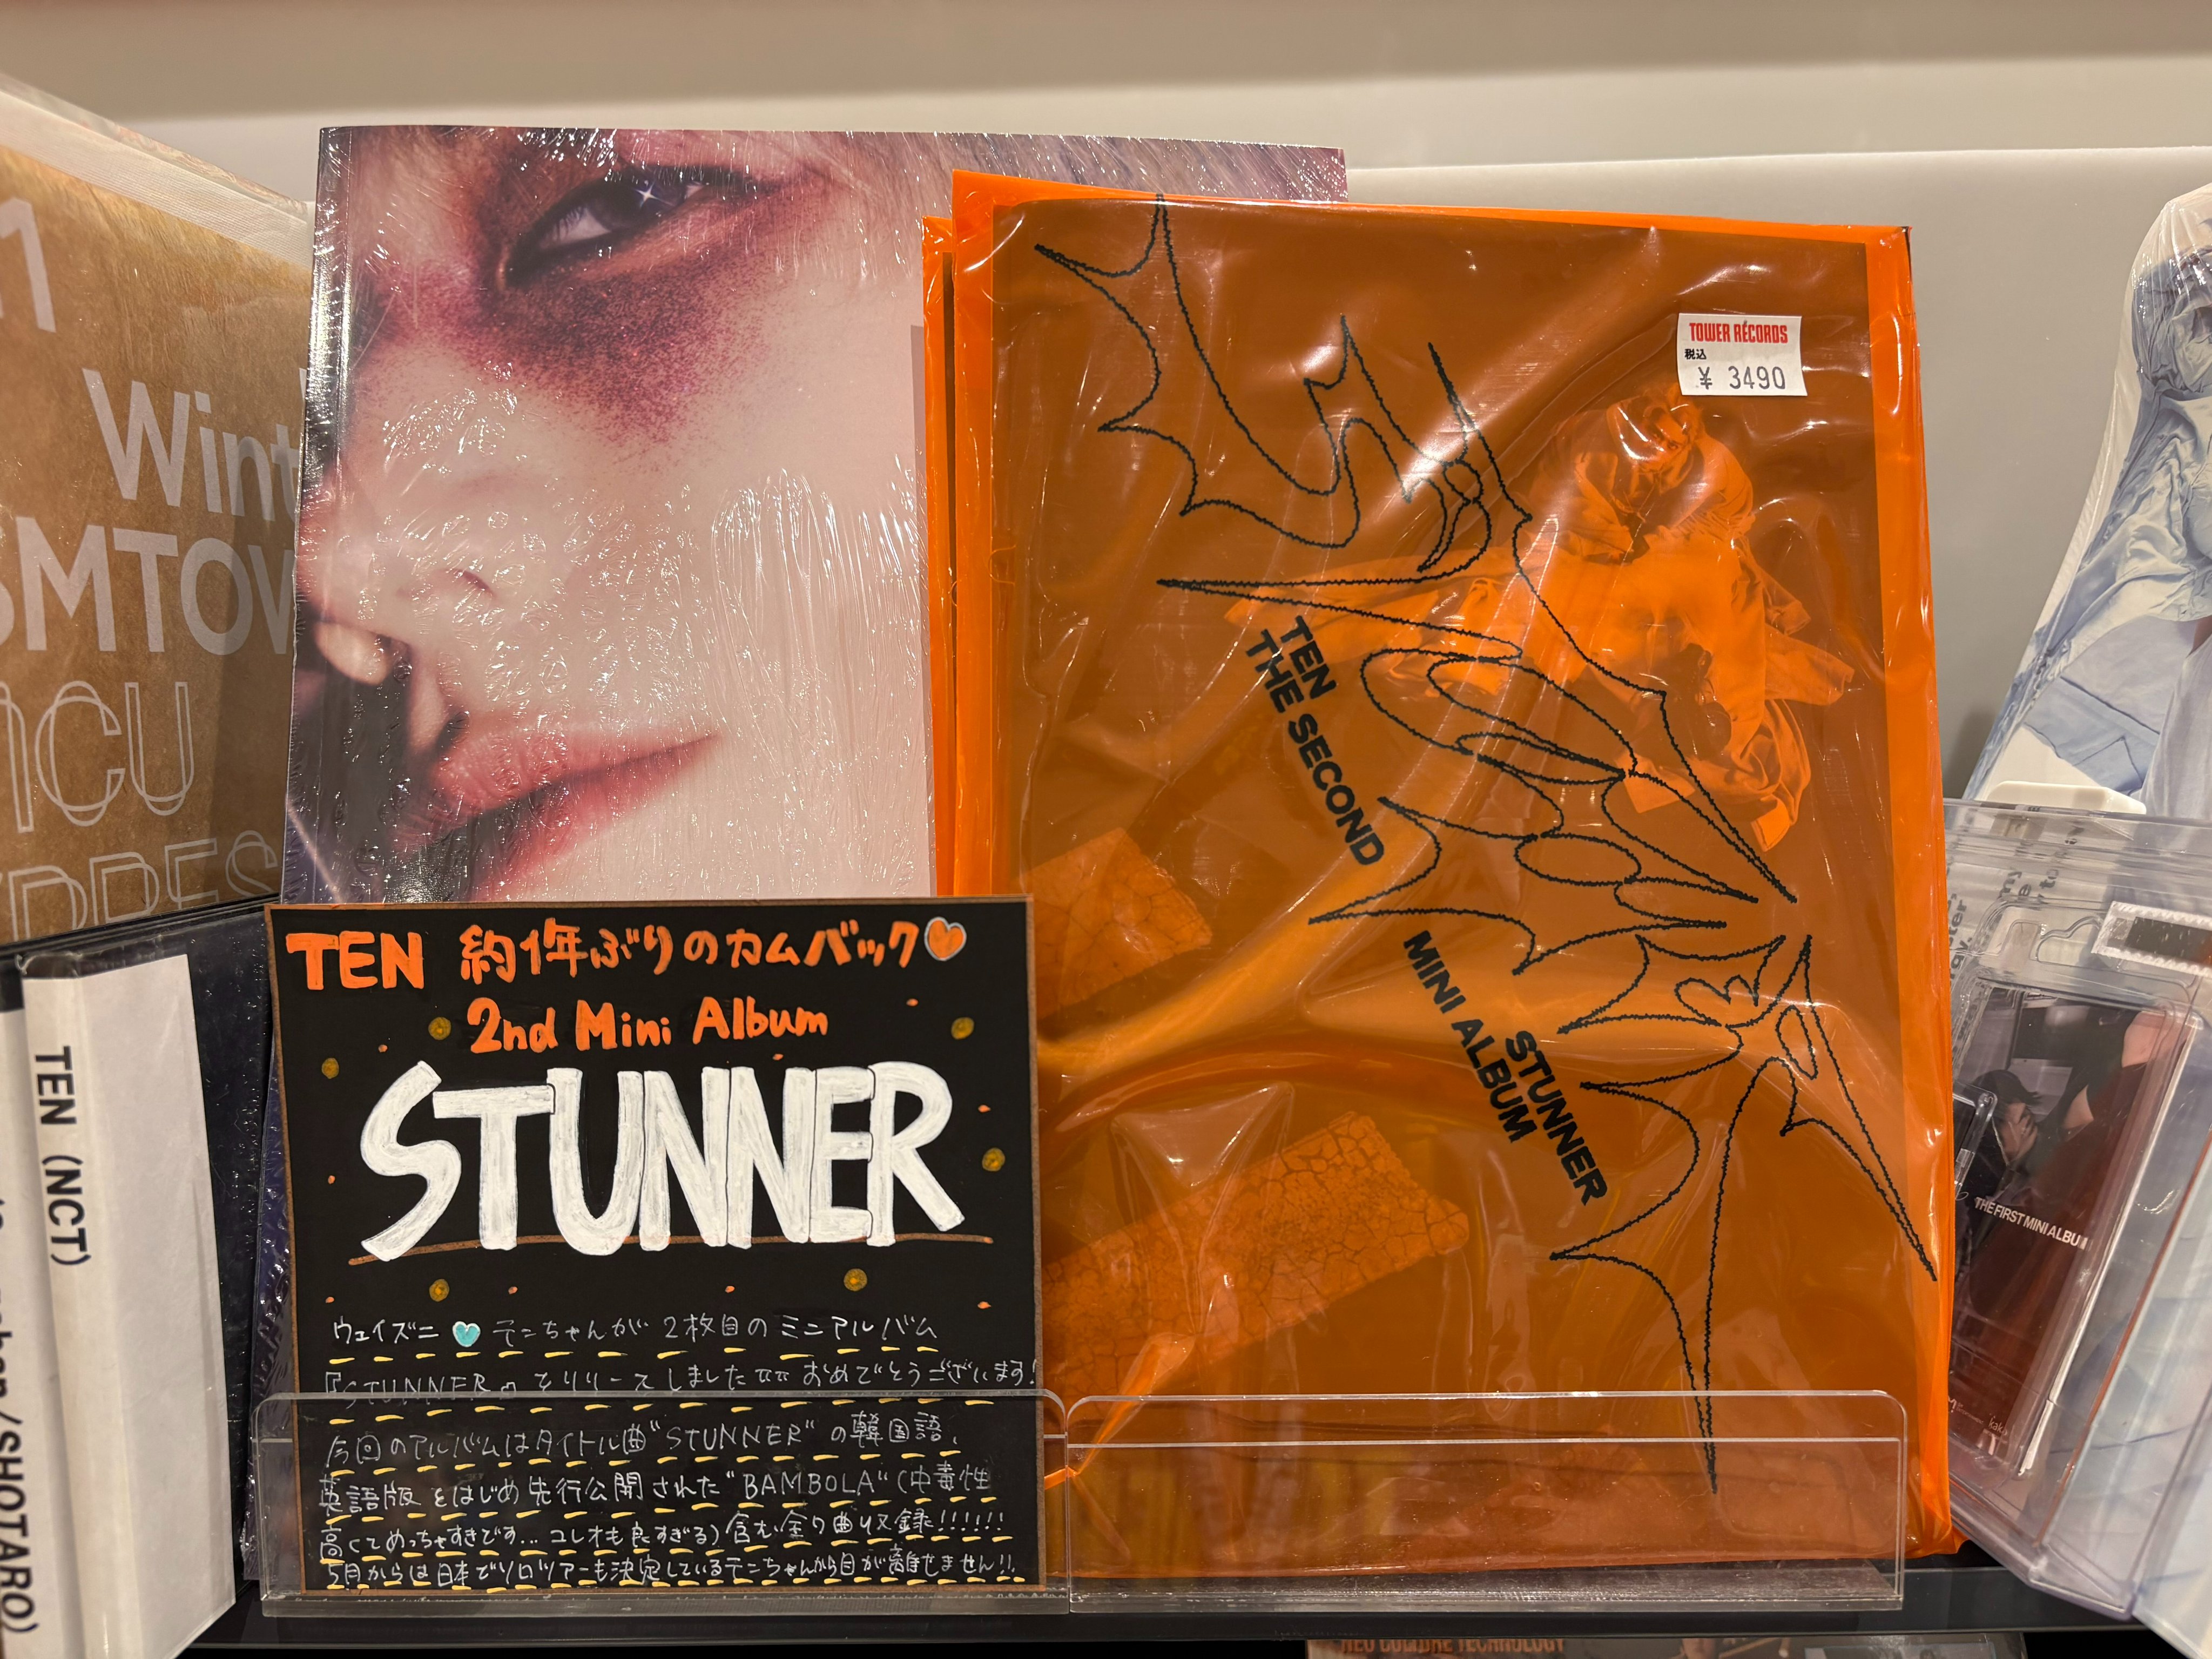 Wint
SMTOW
TEN (NCT)
SHOTARO)
TOWER RECORDS
税込
¥ 3490
TEN
THE SECOND
MINI ALBUM
STUNNER
TEN 約1年ぶりのカムバック
2nd Mini Album
STUNNER
ウェイズニ テンちゃんが 2枚目の ミニアルバム
『STUNNER』をリリースしましたㅠㅠ おめでとうございます!
今回のアルバムはタイトル曲"STUNNER"の韓国語、
英語版をはじめ先行公開された"BAMBOLA"(中毒性
高くてめっちゃすきです...コレオも良すぎる)含む全7曲収録!!!!!!
5月からは日本でソロツアーも決定しているテンちゃんから目が離せません!!
THE FIRST MINI ALBUM
NEO CULTURE TECHNOLOGY